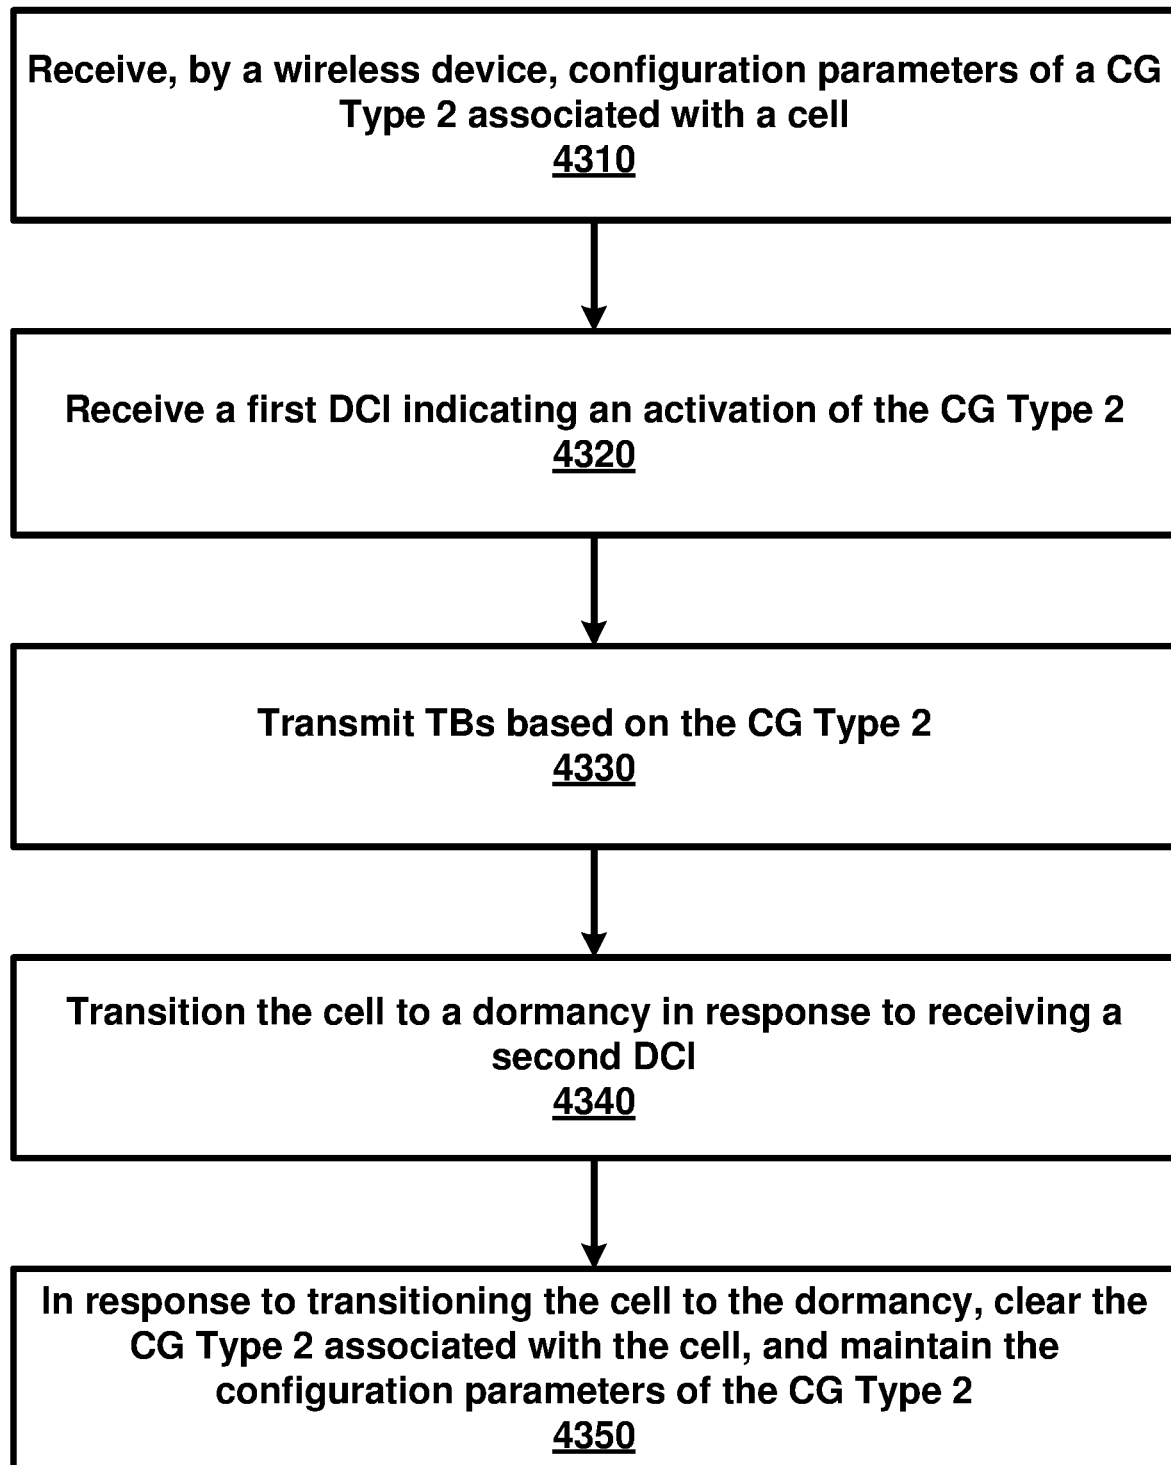 Receive, by a wireless device, configuration parameters of a CG
Type 2 associated with a cell
4310
Receive a first DCI indicating an activation of the CG Type 2
4320
Transmit TBs based on the CG Type 2
4330
Transition the cell to a dormancy in response to receiving a
second DCI
4340
In response to transitioning the cell to the dormancy, clear the
CG Type 2 associated with the cell, and maintain the
configuration parameters of the CG Type 2
4350